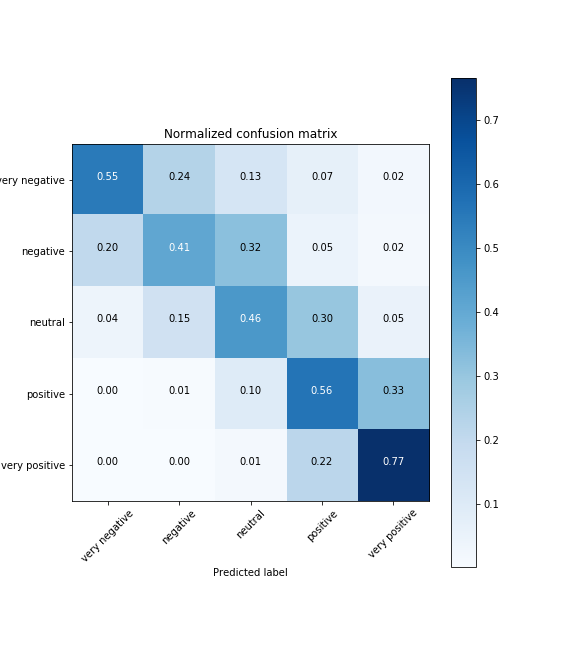 Normalized confusion matrix
very negative 0.55 0.24 0.13 0.07 0.02
negative 0.20 0.41 0.32 0.05 0.02
neutral 0.04 0.15 0.46 0.30 0.05
positive 0.00 0.01 0.10 0.56 0.33
very positive 0.00 0.00 0.01 0.22 0.77
very negative negative neutral positive very positive
Predicted label
0.7
0.6
0.5
0.4
0.3
0.2
0.1